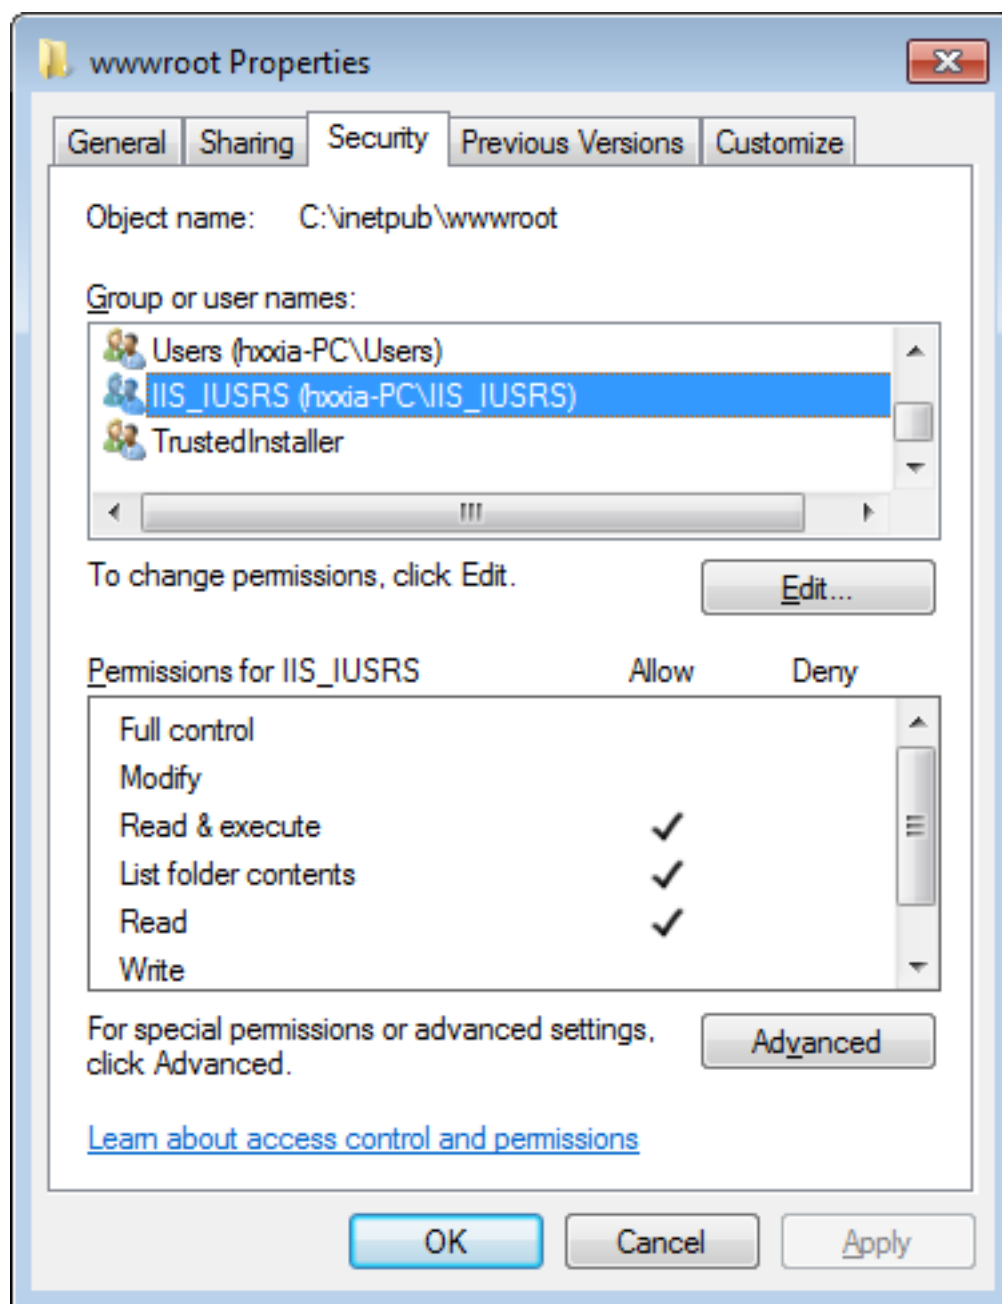 wwwroot Properties
General Sharing Security Previous Versions Customize
Object name: C:\inetpub\wwwroot
Group or user names:
Users (hxxia-PC\Users)
IIS_IUSRS (hxxia-PC\IIS_IUSRS)
TrustedInstaller
To change permissions, click Edit.
Edit...
Permissions for IIS_IUSRS Allow Deny
Full control
Modify
Read & execute
List folder contents
Read
Write
For special permissions or advanced settings,
click Advanced.
Advanced
Learn about access control and permissions
OK Cancel Apply